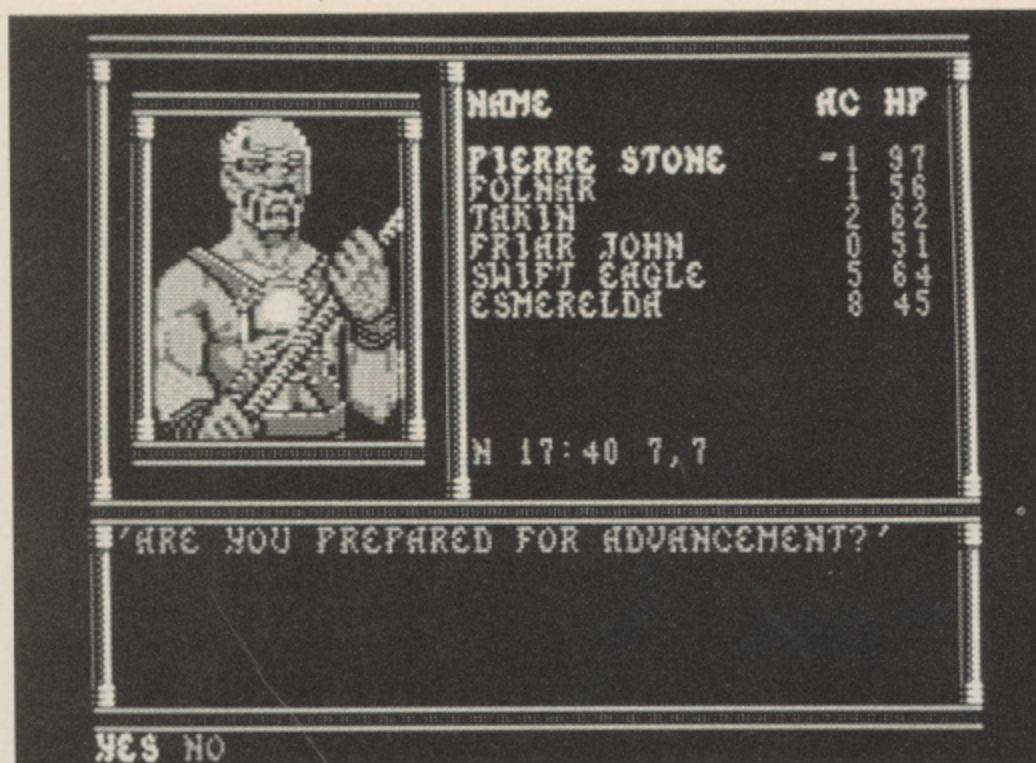 NAME AC HP
PIERRE STONE -1 97
FOLNAR 1 56
TAKIN 2 62
FRIAR JOHN 0 51
SWIFT EAGLE 5 64
ESMERELDA 8 45
N 17:40 7,7
'ARE YOU PREPARED FOR ADVANCEMENT?'
YES NO